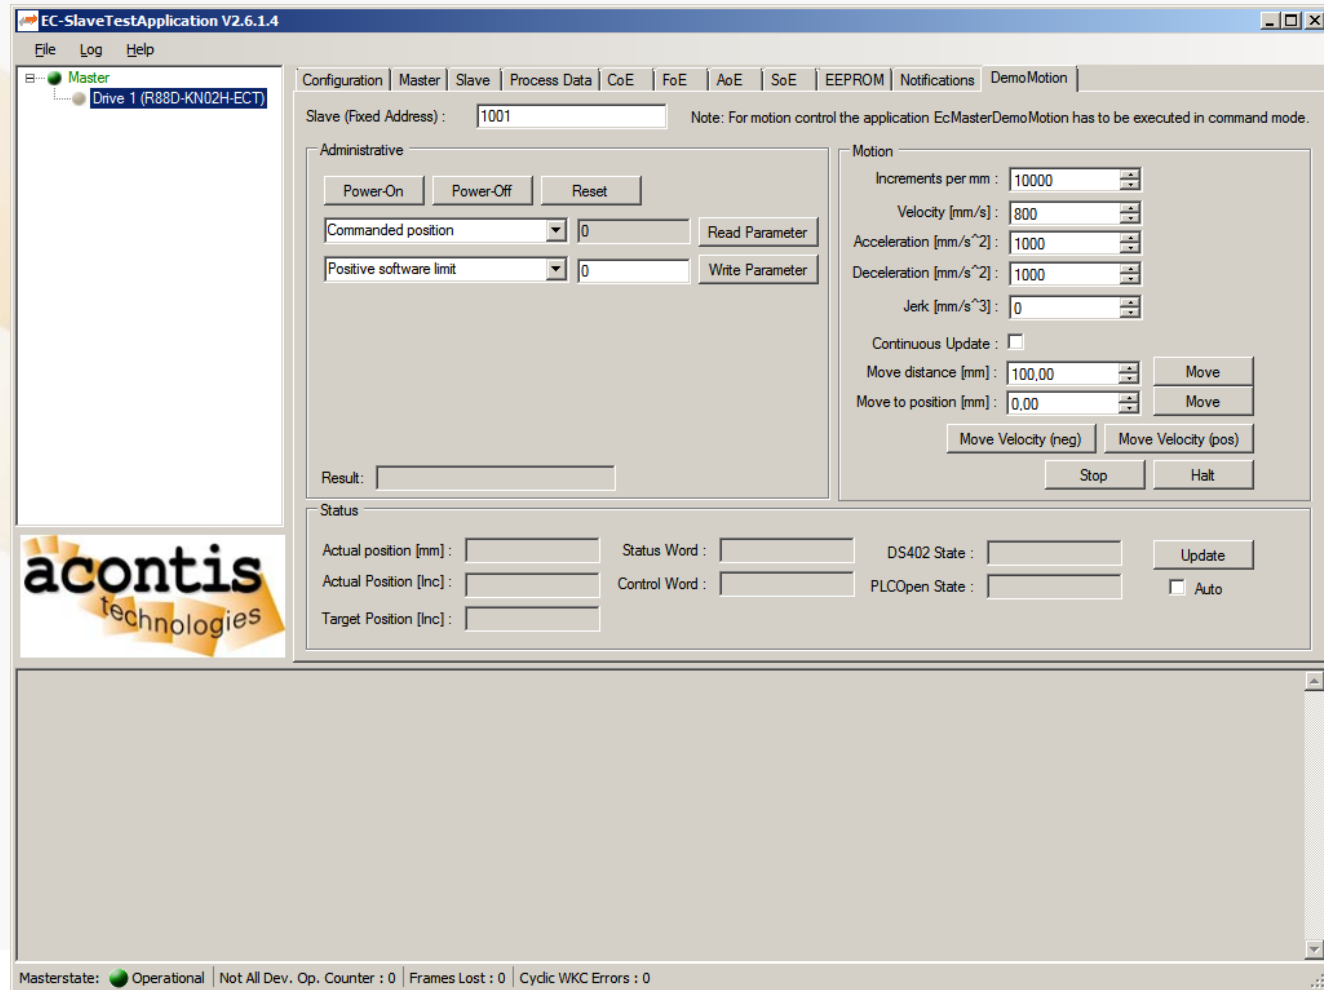 EC-SlaveTestApplication V2.6.1.4
File Log Help
Master
Drive 1 (R88D-KN02H-ECT)
Configuration Master Slave Process Data CoE FoE AoE SoE EEPROM Notifications DemoMotion
Slave (Fixed Address) : 1001 Note: For motion control the application EcMasterDemoMotion has to be executed in command mode.
Administrative
Power-On Power-Off Reset
Commanded position 0 Read Parameter
Positive software limit 0 Write Parameter
Result:
Motion
Increments per mm : 10000
Velocity [mm/s] : 800
Acceleration [mm/s^2] : 1000
Deceleration [mm/s^2] : 1000
Jerk [mm/s^3] : 0
Continuous Update :
Move distance [mm] : 100,00 Move
Move to position [mm] : 0,00 Move
Move Velocity (neg) Move Velocity (pos)
Stop Halt
Status
Actual position [mm] : Status Word : DS402 State : Update
Actual Position [Inc] : Control Word : PLCOpen State : Auto
Target Position [Inc] :
acontis
technologies
Masterstate: Operational Not All Dev. Op. Counter : 0 Frames Lost : 0 Cyclic WKC Errors : 0